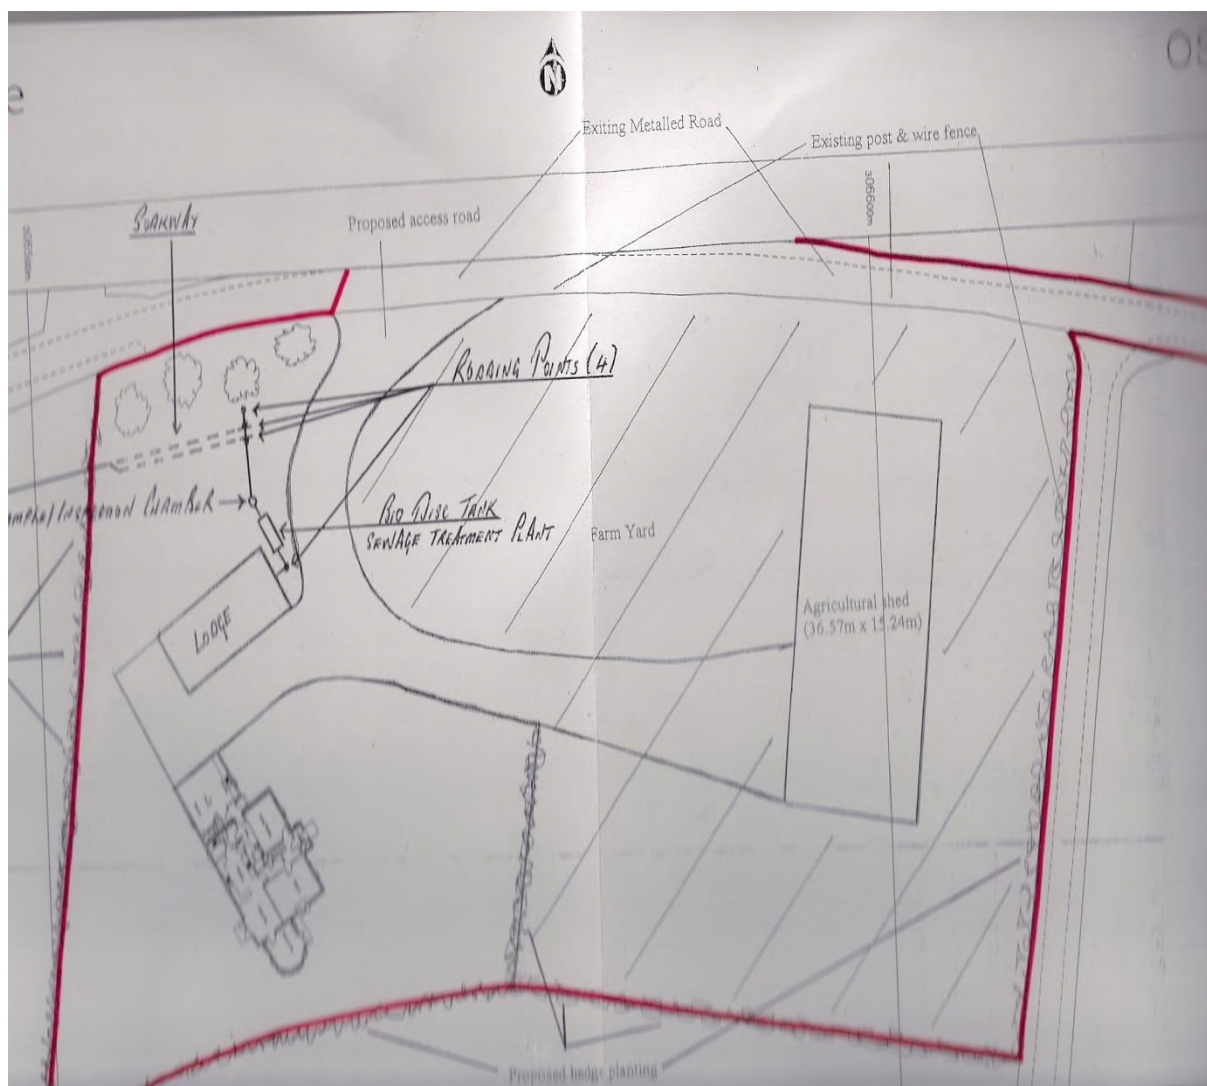 N
Exiting Metalled Road
Existing post & wire fence
SOAKWAY
Proposed access road
RODDING POINTS (4)
INSPECTION CHAMBER
BIO DISC TANK
SEWAGE TREATMENT PLANT
Farm Yard
LODGE
Agricultural shed
(36.57m x 15.24m)
Proposed hedge planting